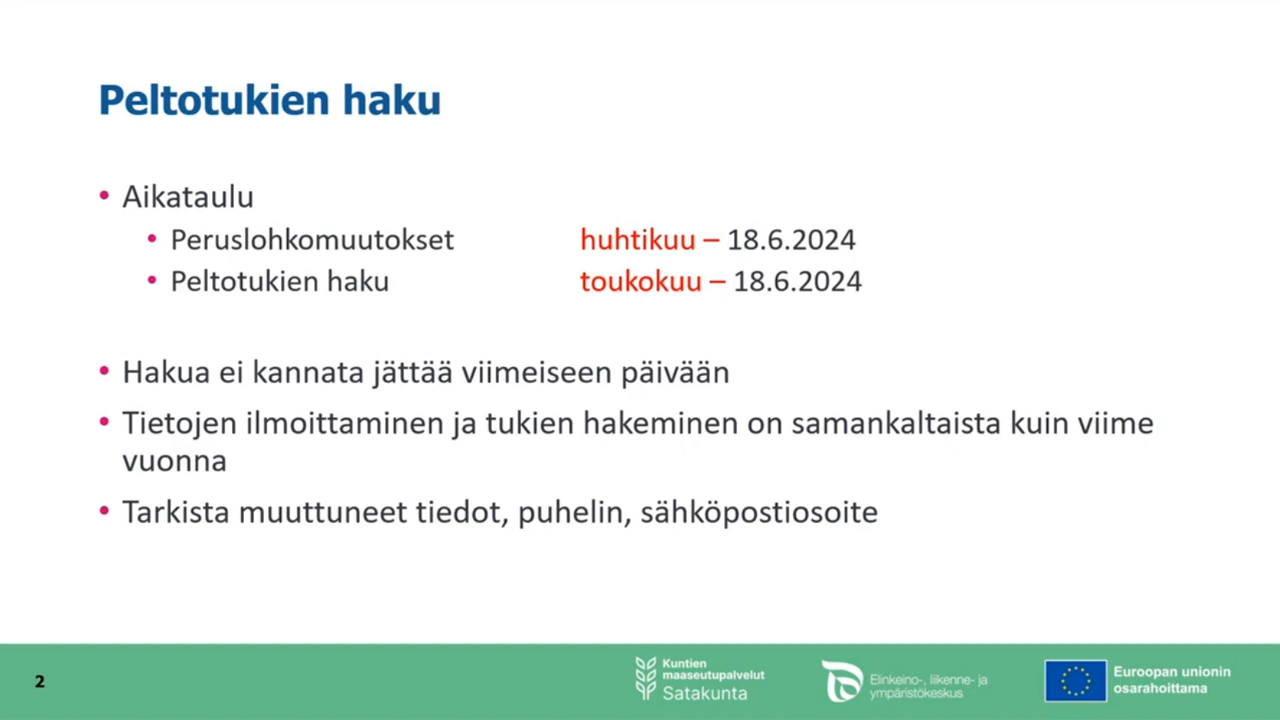 Peltotukien haku
• Aikataulu
• Peruslohkomuutokset huhtikuu – 18.6.2024
• Peltotukien haku toukokuu – 18.6.2024
• Hakua ei kannata jättää viimeiseen päivään
• Tietojen ilmoittaminen ja tukien hakeminen on samankaltaista kuin viime
vuonna
• Tarkista muuttuneet tiedot, puhelin, sähköpostiosoite
2
Kuntien
maaseutupalvelut
Satakunta
Elinkeino-, liikenne- ja
ympäristökeskus
Euroopan unionin
osarahoittama